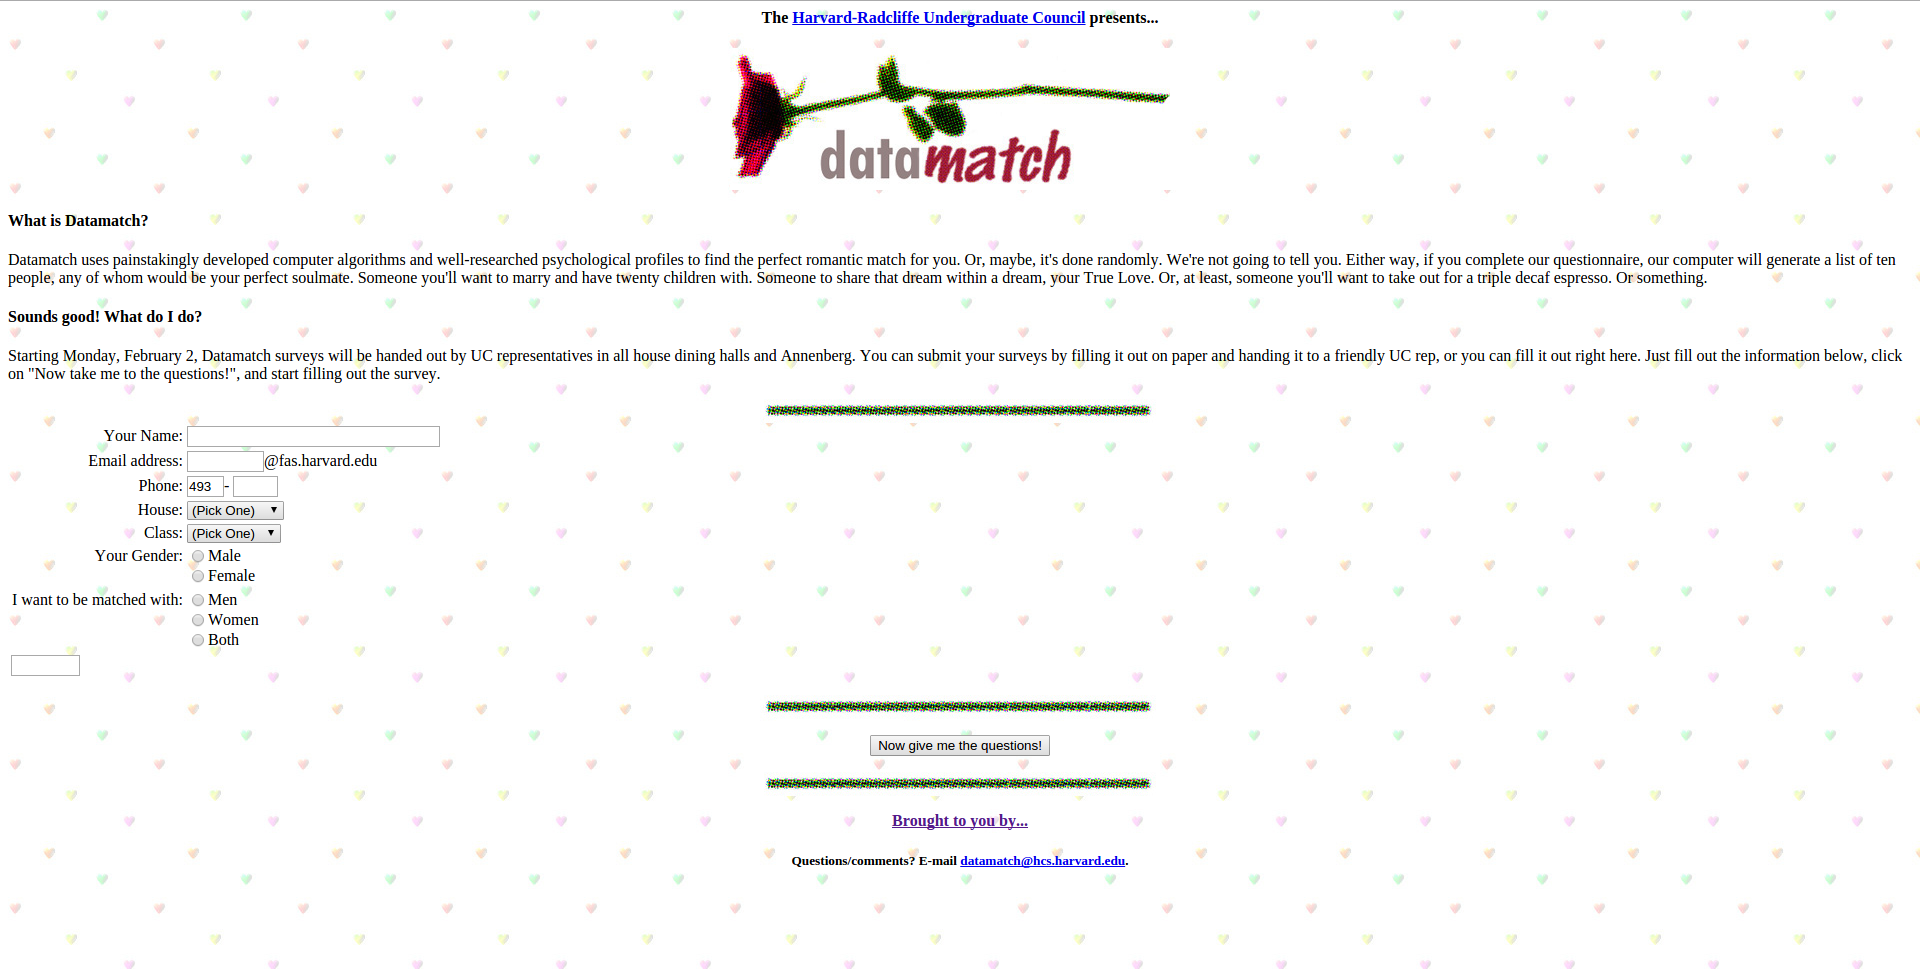 The Harvard-Radcliffe Undergraduate Council presents...
datamatch
What is Datamatch?
Datamatch uses painstakingly developed computer algorithms and well-researched psychological profiles to find the perfect romantic match for you. Or, maybe, it's done randomly. We're not going to tell you. Either way, if you complete our questionnaire, our computer will generate a list of ten
people, any of whom would be your perfect soulmate. Someone you'll want to marry and have twenty children with. Someone to share that dream within a dream, your True Love. Or, at least, someone you'll want to take out for a triple decaf espresso. Or something.
Sounds good! What do I do?
Starting Monday, February 2, Datamatch surveys will be handed out by UC representatives in all house dining halls and Annenberg. You can submit your surveys by filling it out on paper and handing it to a friendly UC rep, or you can fill it out right here. Just fill out the information below, click
on "Now take me to the questions!", and start filling out the survey.
Your Name:
Email address: @fas.harvard.edu
Phone: 493 -
House: (Pick One)
Class: (Pick One)
Your Gender: Male
Female
I want to be matched with: Men
Women
Both
Now give me the questions!
Brought to you by...
Questions/comments? E-mail datamatch@hcs.harvard.edu.